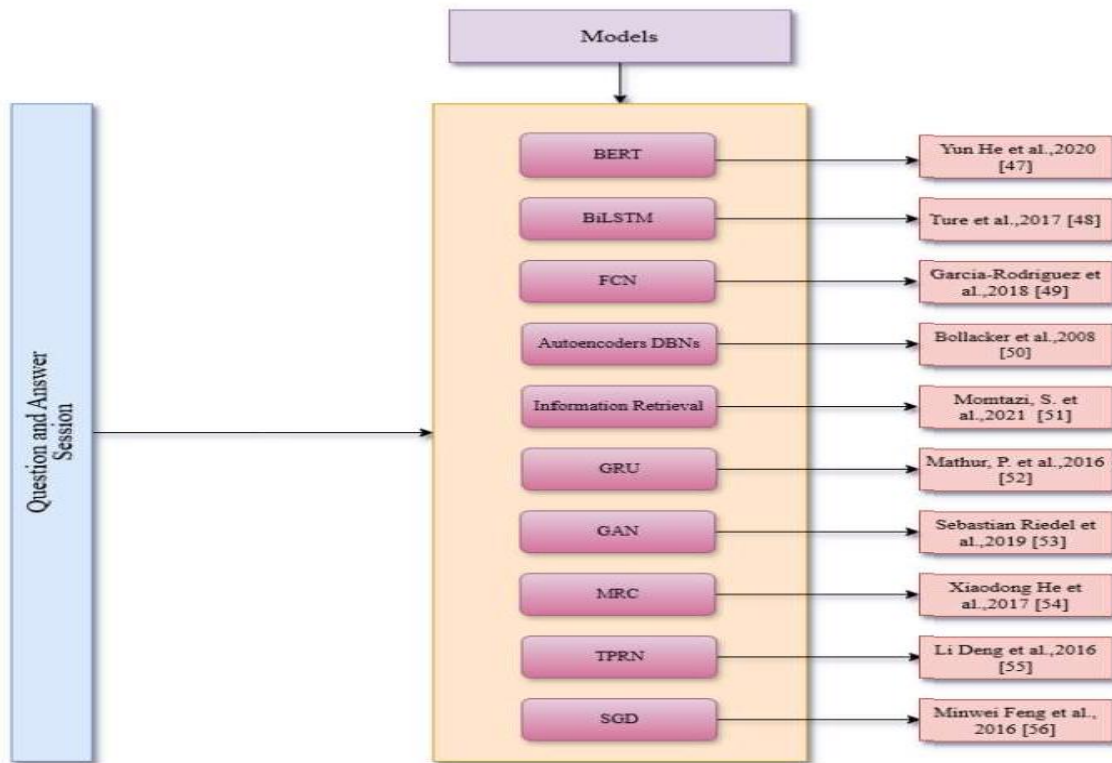 Models
Question and Answer
Session
BERT
Yun He et al.,2020
[47]
BiLSTM
Ture et al.,2017 [48]
FCN
Garcia-Rodriguez et
al.,2018 [49]
Autoencoders DBNs
Bollacker et al.,2008
[50]
Information Retrieval
Momtazi, S. et
al.,2021 [51]
GRU
Mathur, P. et al.,2016
[52]
GAN
Sebastian Riedel et
al.,2019 [53]
MRC
Xiaodong He et
al.,2017 [54]
TPRN
Li Deng et al.,2016
[55]
SGD
Minwei Feng et al.,
2016 [56]